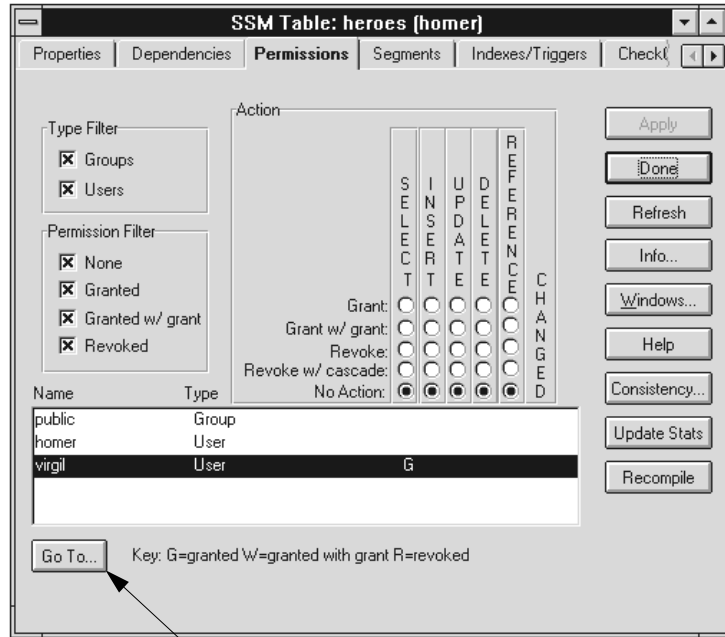 SSM Table: heroes (homer)
Properties Dependencies Permissions Segments Indexes/Triggers Check
Type Filter
Groups
Users
Permission Filter
None
Granted
Granted w/ grant
Revoked
Action
SELECT INSERT UPDATE DELETE REFERENCE CHANGED
Grant:
Grant w/ grant:
Revoke:
Revoke w/ cascade:
No Action:
Apply
Done
Refresh
Info...
Windows...
Help
Consistency...
Update Stats
Recompile
Name Type
public Group
homer User
virgil User G
Go To... Key: G=granted W=granted with grant R=revoked